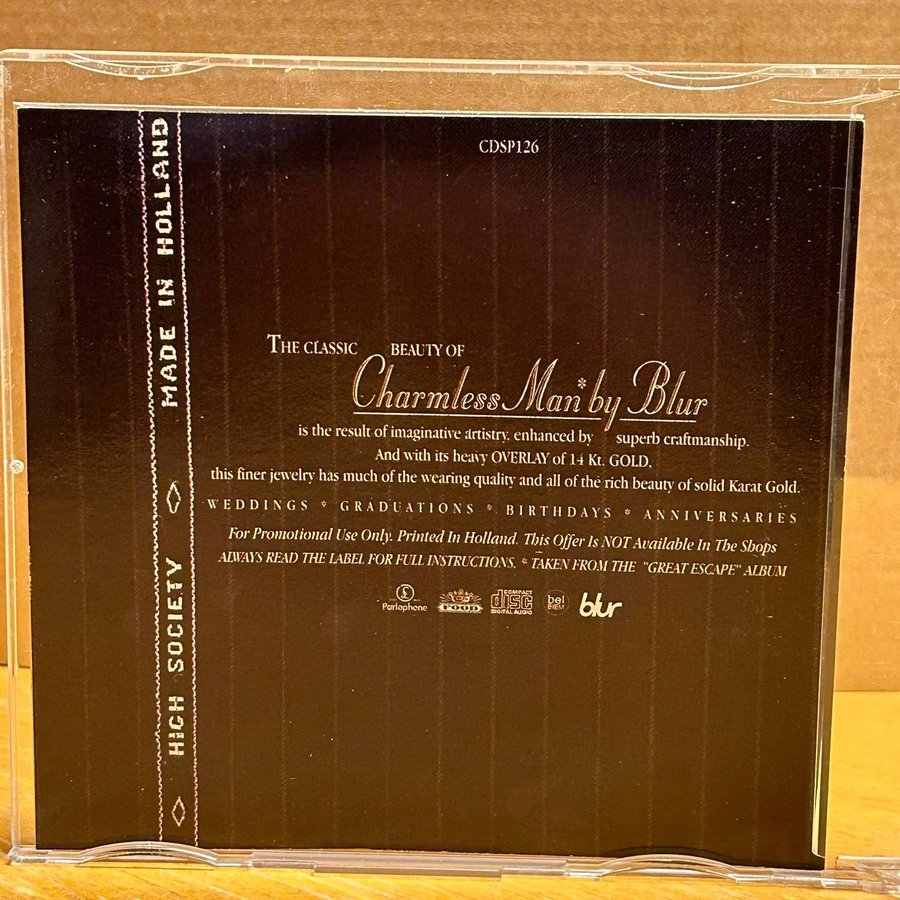 CDSP126
THE CLASSIC BEAUTY OF
Charmless Man* by Blur
is the result of imaginative artistry, enhanced by superb craftmanship.
And with its heavy OVERLAY of 14 Kt. GOLD,
this finer jewelry has much of the wearing quality and all of the rich beauty of solid Karat Gold.
WEDDINGS * GRADUATIONS * BIRTHDAYS * ANNIVERSARIES
For Promotional Use Only. Printed In Holland. This Offer Is NOT Available In The Shops
ALWAYS READ THE LABEL FOR FULL INSTRUCTIONS. * TAKEN FROM THE "GREAT ESCAPE" ALBUM
Parlophone FOOD COMPACT disc DIGITAL AUDIO bel BIEM blur
HIGH SOCIETY ◊ MADE IN HOLLAND